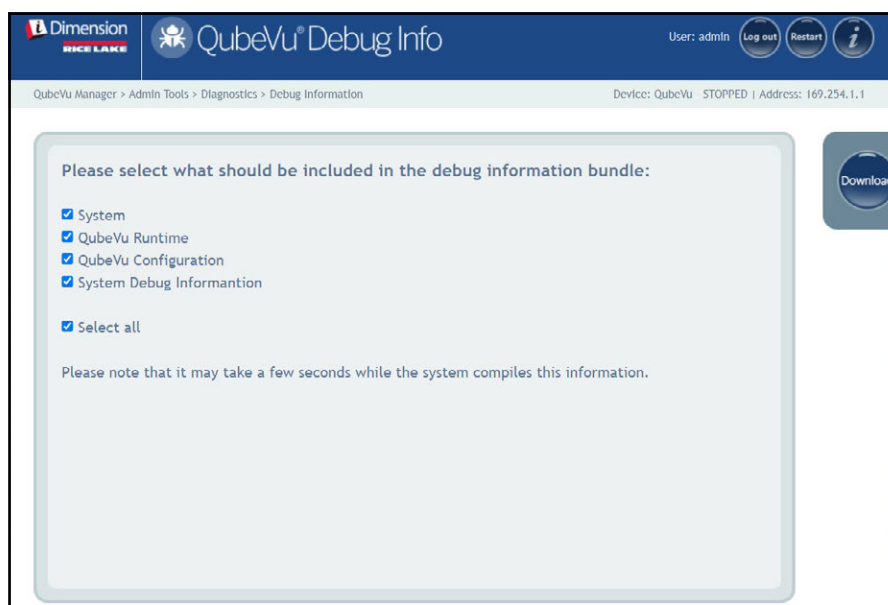 iDimension
RICE LAKE
QubeVu® Debug Info
User: admin
Log out
Restart
i
QubeVu Manager > Admin Tools > Diagnostics > Debug Information
Device: QubeVu - STOPPED | Address: 169.254.1.1
Please select what should be included in the debug information bundle:
System
QubeVu Runtime
QubeVu Configuration
System Debug Informantion
Select all
Please note that it may take a few seconds while the system compiles this information.
Downloa